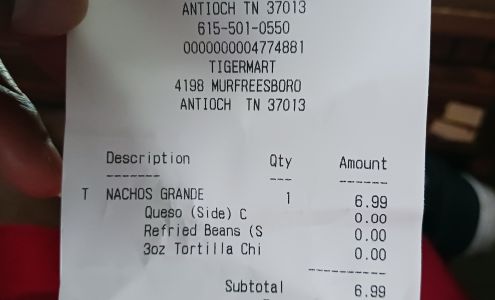 ANTIOCH TN 37013
615-501-0550
0000000004774881
TIGERMART
4198 MURFREESBORO
ANTIOCH TN 37013
Description Qty Amount
T NACHOS GRANDE 1 6.99
Queso (Side) C 0.00
Refried Beans (S 0.00
3oz Tortilla Chi 0.00
Subtotal 6.99